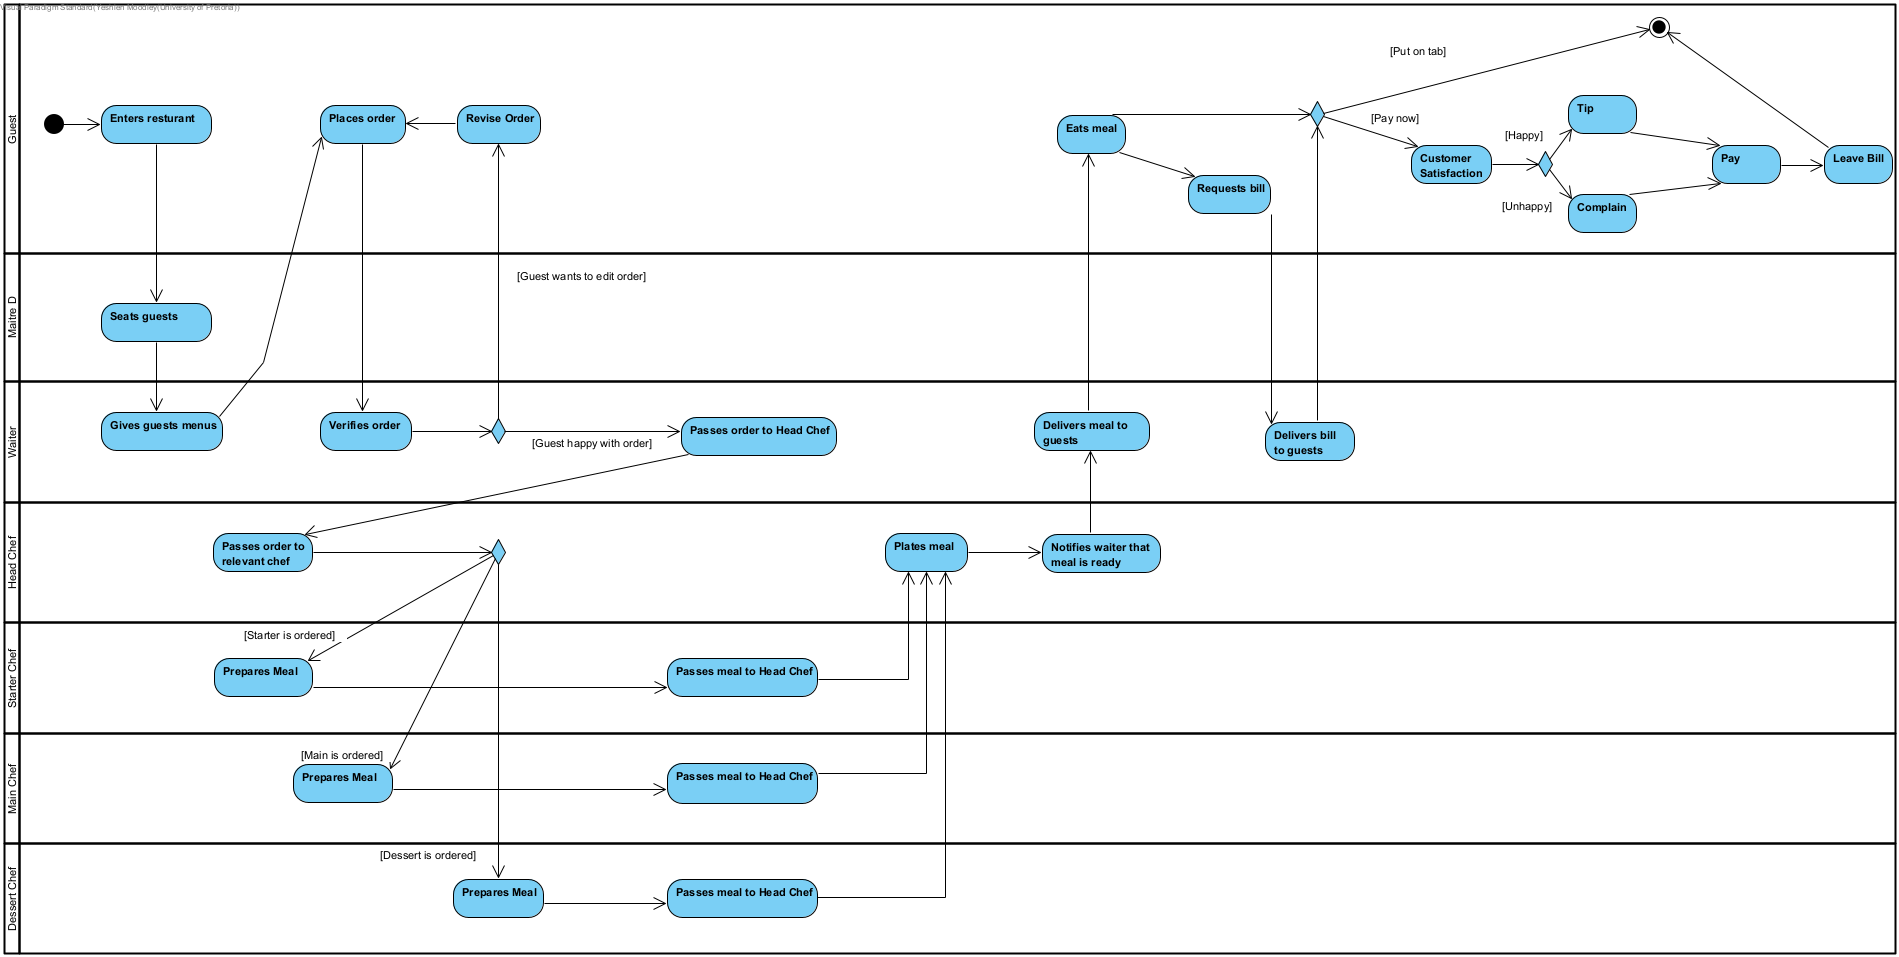 Visual Paradigm Standard(Yeshlen Moodley(University of Pretoria))
Guest
Enters resturant
Places order
Revise Order
Eats meal
Requests bill
[Put on tab]
[Pay now]
Customer
Satisfaction
[Happy]
[Unhappy]
Tip
Complain
Pay
Leave Bill
Maitre D
[Guest wants to edit order]
Seats guests
Waiter
Gives guests menus
Verifies order
[Guest happy with order]
Passes order to Head Chef
Delivers meal to
guests
Delivers bill
to guests
Head Chef
Passes order to
relevant chef
Plates meal
Notifies waiter that
meal is ready
Starter Chef
[Starter is ordered]
Prepares Meal
Passes meal to Head Chef
Main Chef
[Main is ordered]
Prepares Meal
Passes meal to Head Chef
Dessert Chef
[Dessert is ordered]
Prepares Meal
Passes meal to Head Chef